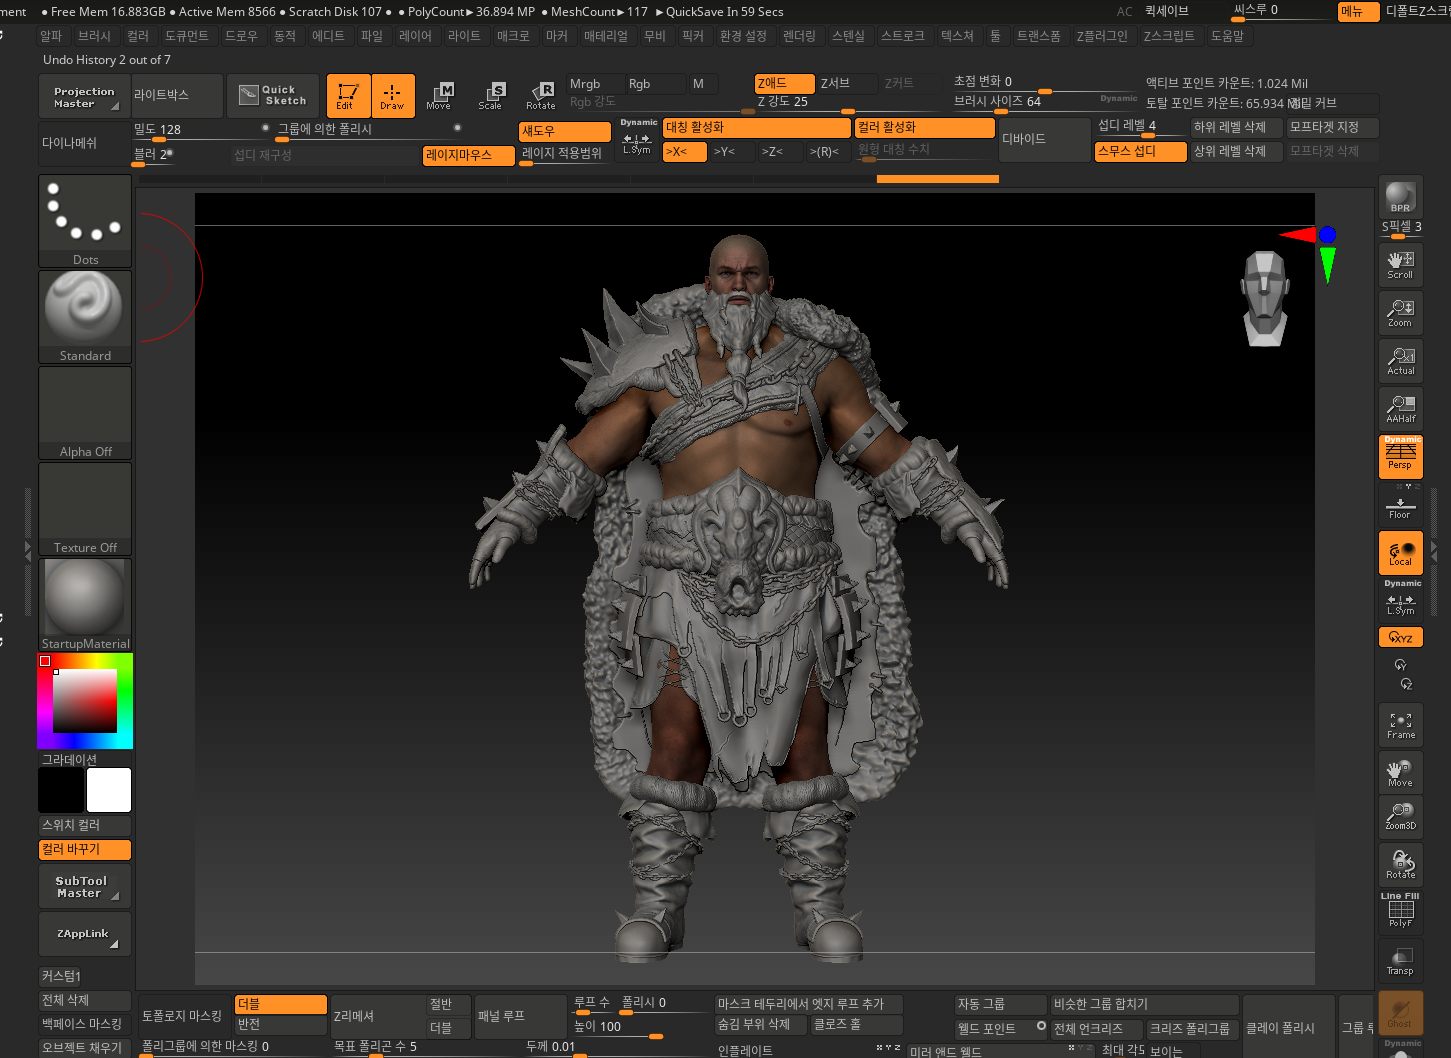 ment ● Free Mem 16.883GB ● Active Mem 8566 ● Scratch Disk 107 ● ● PolyCount ► 36.894 MP ● MeshCount ► 117 ► QuickSave In 59 Secs AC 퀵세이브 씨스루 0 메뉴 디폴트Z스크
알파 브러시 컬러 도큐먼트 드로우 동적 에디트 파일 레이어 라이트 매크로 마커 매테리얼 무비 픽커 환경 설정 렌더링 스텐실 스트로크 텍스쳐 툴 트랜스폼 Z플러그인 Z스크립트 도움말
Undo History 2 out of 7
Projection Master
라이트박스
Quick Sketch
Edit
Draw
Move
Scale
Rotate
Mrgb Rgb M
Rgb 강도
Z애드 Z서브 Z커트
Z 강도 25
초점 변화 0
브러시 사이즈 64 Dynamic
액티브 포인트 카운트: 1.024 Mil
토탈 포인트 카운트: 65.934
커브
다이나메쉬
밀도 128
그룹에 의한 폴리시
블러 2
섭디 재구성
레이지마우스
섀도우
레이지 적용범위
Dynamic
L.Sym
대칭 활성화
>X< >Y< >Z< >(R)<
컬러 활성화
원형 대칭 수치
디바이드
섭디 레벨 4
스무스 섭디
하위 레벨 삭제
상위 레벨 삭제
모프타겟 지정
모프타겟 삭제
Dots
Standard
Alpha Off
Texture Off
StartupMaterial
그라데이션
스위치 컬러
컬러 바꾸기
SubTool Master
ZAppLink
커스텀1
전체 삭제
백페이스 마스킹
오브젝트 채우기
BPR
S픽셀 3
Scroll
Zoom
Actual
AAHalf
Dynamic
Persp
Floor
Local
Dynamic
L.Sym
XYZ
Y
Z
Frame
Move
Zoom3D
Rotate
Line Fill
PolyF
Transp
Ghost
Dynamic
토폴로지 마스킹
더블
반전
Z리메쉬
절반
더블
패널 루프
루프 수 폴리시 0
높이 100
마스크 테두리에서 엣지 루프 추가
숨김 부위 삭제 클로즈 홀
자동 그룹 비슷한 그룹 합치기
웰드 포인트 전체 언크리즈 크리즈 폴리그룹
클레이 폴리시
그룹
폴리그룹에 의한 마스킹 0
목표 폴리곤 수 5
두께 0.01
인플레이트
X Y Z
미러 앤드 웰드
X Y Z
최대 각도
보이는